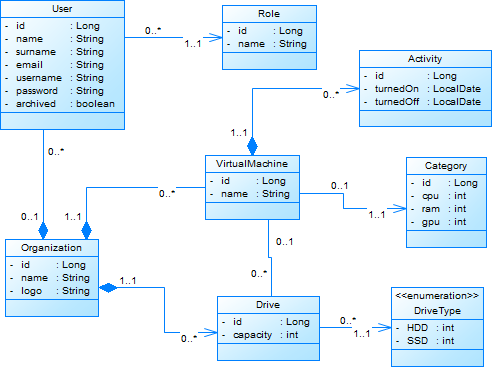 User
- id : Long
- name : String
- surname : String
- email : String
- username : String
- password : String
- archived : boolean
0..*
1..1
Role
- id : Long
- name : String
Activity
- id : Long
- turnedOn : LocalDate
- turnedOff : LocalDate
0..*
1..1
0..*
VirtualMachine
- id : Long
- name : String
0..1
1..1
Category
- id : Long
- cpu : int
- ram : int
- gpu : int
0..*
0..1
1..1
0..1
Organization
- id : Long
- name : String
- logo : String
1..1
0..*
0..*
Drive
- id : Long
- capacity : int
0..*
1..1
<<enumeration>>
DriveType
- HDD : int
- SSD : int